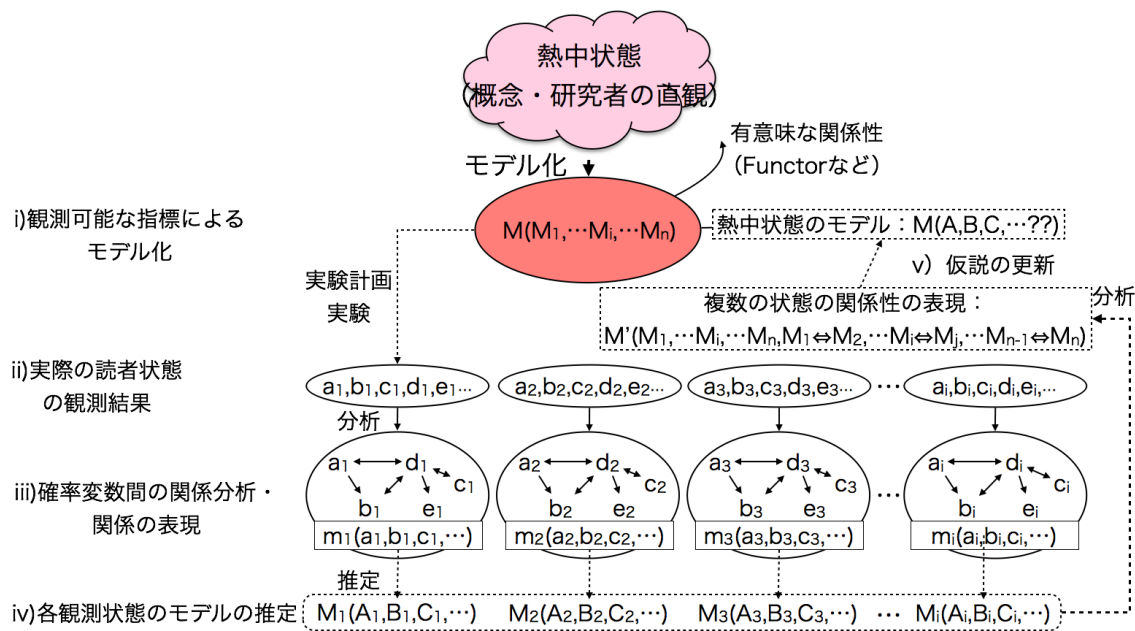 熱中状態
（概念・研究者の直観）
モデル化
有意味な関係性
（Functorなど）
i)観測可能な指標による
モデル化
M(M1,…Mi,…Mn)
熱中状態のモデル：M(A,B,C,…??)
v）仮説の更新
実験計画
実験
複数の状態の関係性の表現：
M’(M1,…Mi,…Mn,M1⇔M2,…Mi⇔Mj,…Mn-1⇔Mn)
分析
ii)実際の読者状態
の観測結果
a1,b1,c1,d1,e1…
a2,b2,c2,d2,e2…
a3,b3,c3,d3,e3…
…
ai,bi,ci,di,ei,…
分析
iii)確率変数間の関係分析・
関係の表現
a1 d1 c1
b1 e1
m1(a1,b1,c1,…)
a2 d2 c2
b2 e2
m2(a2,b2,c2,…)
a3 d3 c3
b3 e3
m3(a3,b3,c3,…)
…
ai di ci
bi ei
mi(ai,bi,ci,…)
推定
iv)各観測状態のモデルの推定
M1(A1,B1,C1,…) M2(A2,B2,C2,…) M3(A3,B3,C3,…) … Mi(Ai,Bi,Ci,…)